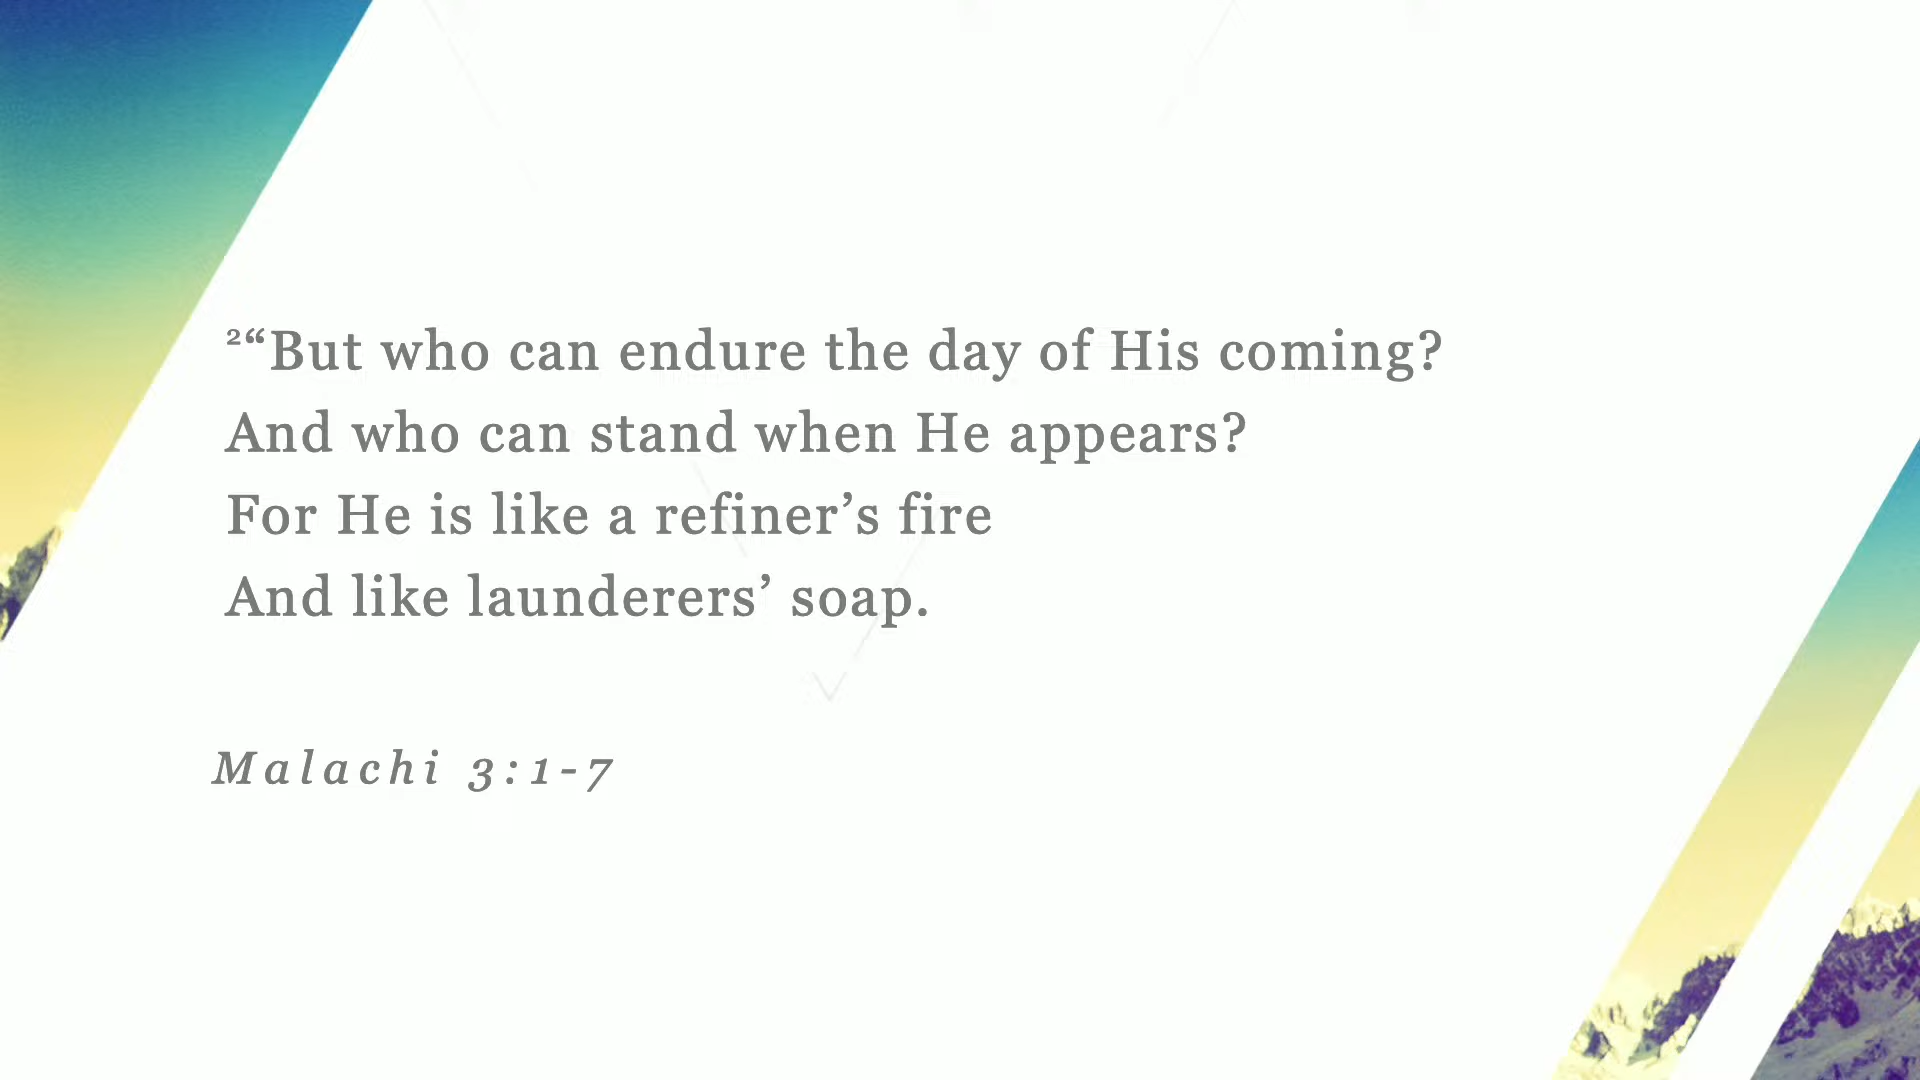 ²“But who can endure the day of His coming?
And who can stand when He appears?
For He is like a refiner’s fire
And like launderers’ soap.
Malachi 3:1-7